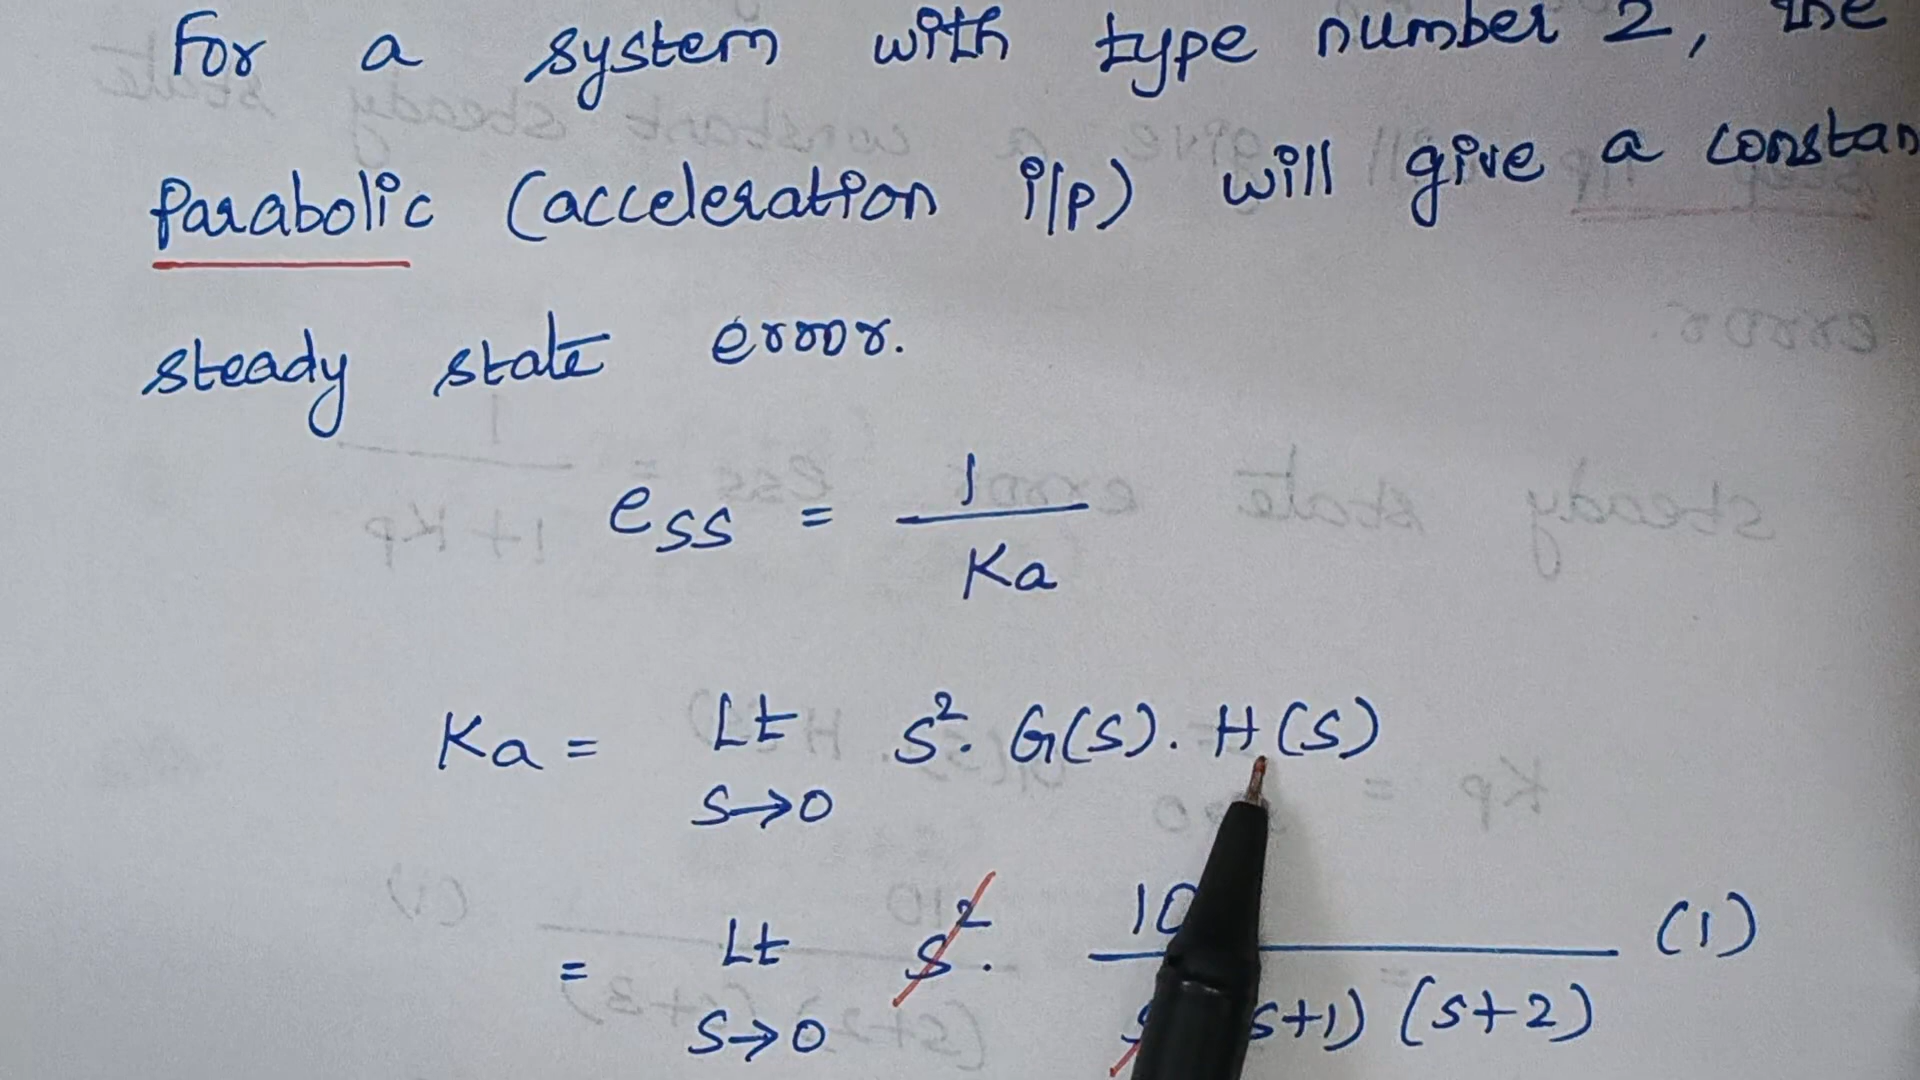 For a system with type number 2, the
Parabolic (acceleration i/p) will give a constan
steady state error.
ess = 1 / Ka
Ka = Lt s→0 s². G(s). H(s)
= Lt s→0 s². 10 / (s+1) (s+2) (1)